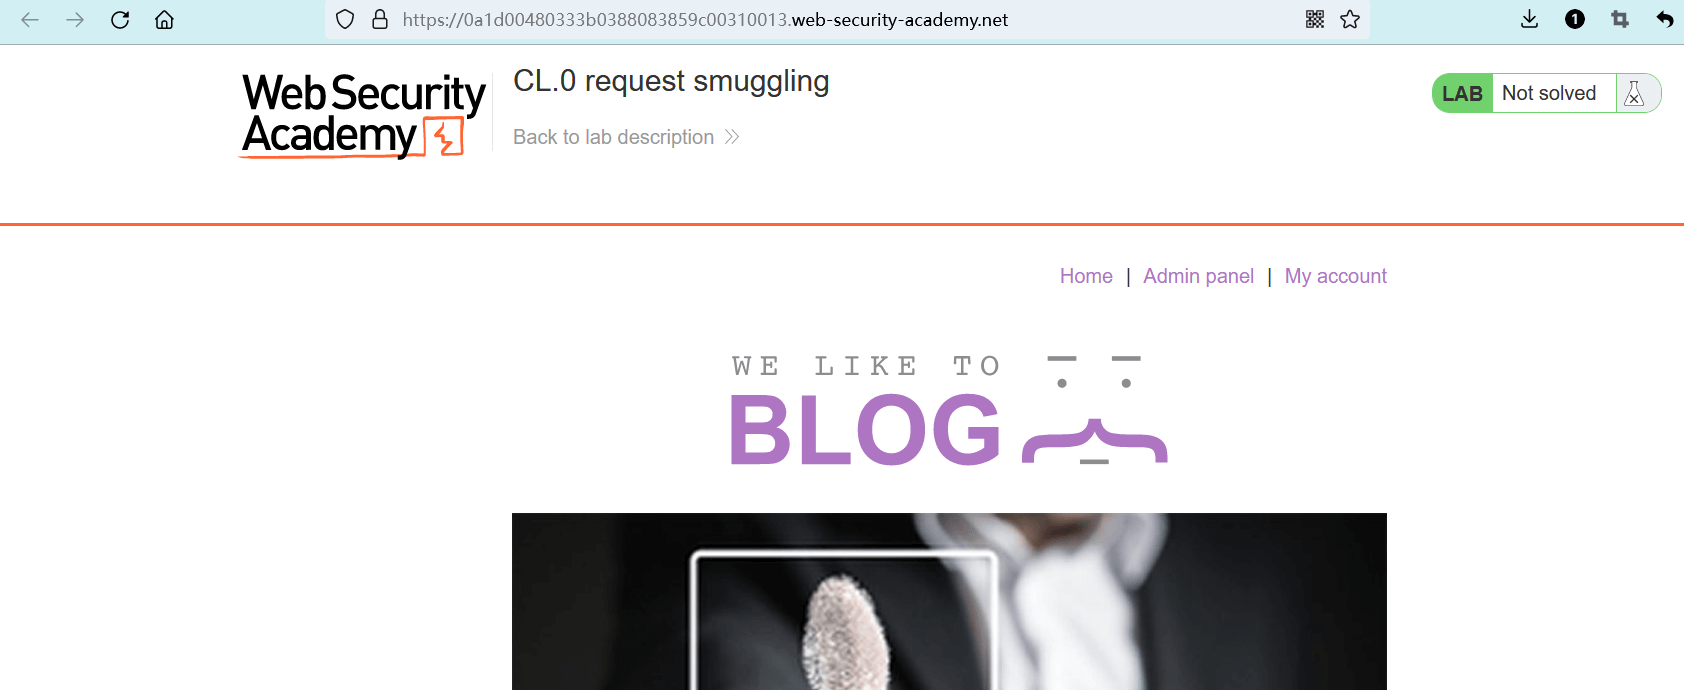 https://0a1d00480333b0388083859c00310013.web-security-academy.net
1
Web Security
Academy
CL.0 request smuggling
Back to lab description
LAB Not solved
Home | Admin panel | My account
WE LIKE TO
BLOG